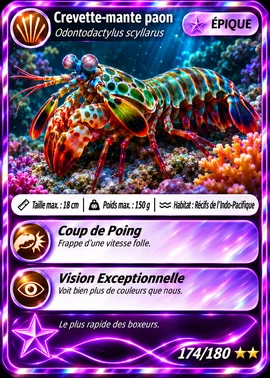 Crevette-mante paon
Odontodactylus scyllarus
ÉPIQUE
Taille max. : 18 cm | Poids max. : 150 g | Habitat : Récifs de l'Indo-Pacifique
Coup de Poing
Frappe d'une vitesse folle.
Vision Exceptionnelle
Voit bien plus de couleurs que nous.
Le plus rapide des boxeurs.
174/180 ★★